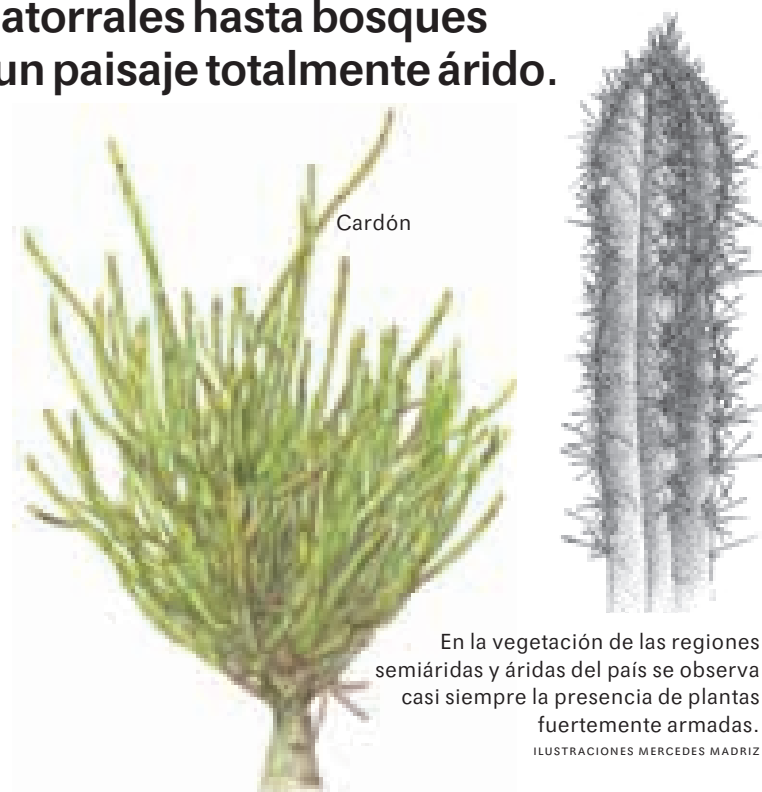 atorrales hasta bosques
un paisaje totalmente árido.
Cardón
En la vegetación de las regiones
semiáridas y áridas del país se observa
casi siempre la presencia de plantas
fuertemente armadas.
ILUSTRACIONES MERCEDES MADRIZ